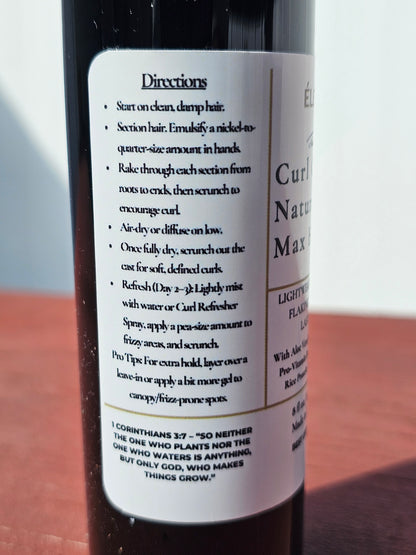 Directions
• Start on clean, damp hair.
• Section hair. Emulsify a nickel-to-
quarter-size amount in hands.
• Rake through each section from
roots to ends, then scrunch to
encourage curl.
• Air-dry or diffuse on low.
• Once fully dry, scrunch out the
cast for soft, defined curls.
• Refresh (Day 2–3): Lightly mist
with water or Curl Refresher
Spray, apply a pea-size amount to
frizzy areas, and scrunch.
Pro Tips: For extra hold, layer over a
leave-in or apply a bit more gel to
canopy/frizz-prone spots.
1 CORINTHIANS 3:7 – "SO NEITHER
THE ONE WHO PLANTS NOR THE
ONE WHO WATERS IS ANYTHING,
BUT ONLY GOD, WHO MAKES
THINGS GROW."
Curl
Natu
Max
LIGHTWE
FLAKI
With Aloe
Pro-Vitam
Rice